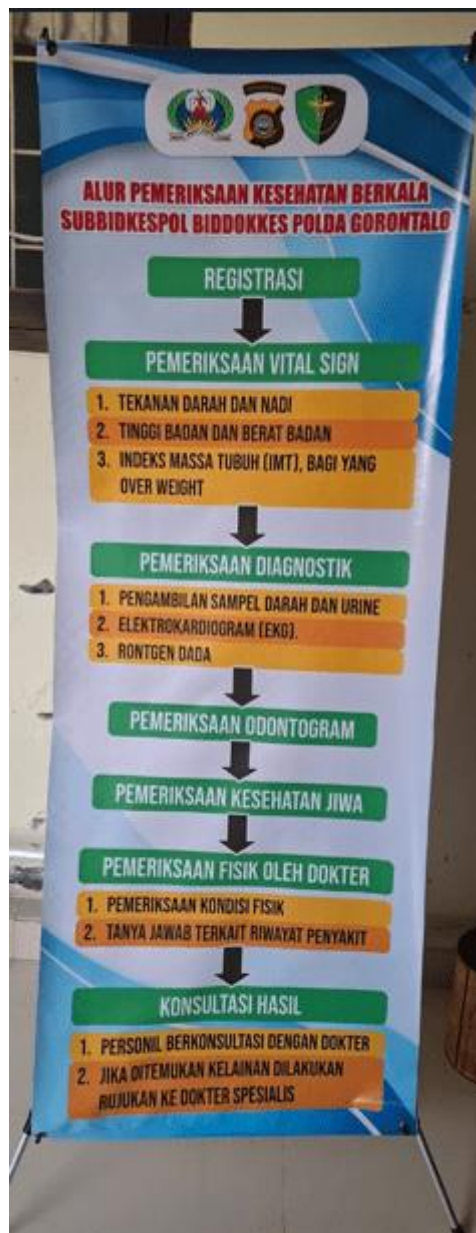 ALUR PEMERIKSAAN KESEHATAN BERKALA
SUBBIDKESPOL BIDDOKKES POLDA GORONTALO
REGISTRASI
PEMERIKSAAN VITAL SIGN
1. TEKANAN DARAH DAN NADI
2. TINGGI BADAN DAN BERAT BADAN
3. INDEKS MASSA TUBUH (IMT), BAGI YANG
OVER WEIGHT
PEMERIKSAAN DIAGNOSTIK
1. PENGAMBILAN SAMPEL DARAH DAN URINE
2. ELEKTROKARDIOGRAM (EKG).
3. RONTGEN DADA
PEMERIKSAAN ODONTOGRAM
PEMERIKSAAN KESEHATAN JIWA
PEMERIKSAAN FISIK OLEH DOKTER
1. PEMERIKSAAN KONDISI FISIK
2. TANYA JAWAB TERKAIT RIWAYAT PENYAKIT
KONSULTASI HASIL
1. PERSONIL BERKONSULTASI DENGAN DOKTER
2. JIKA DITEMUKAN KELAINAN DILAKUKAN
RUJUKAN KE DOKTER SPESIALIS